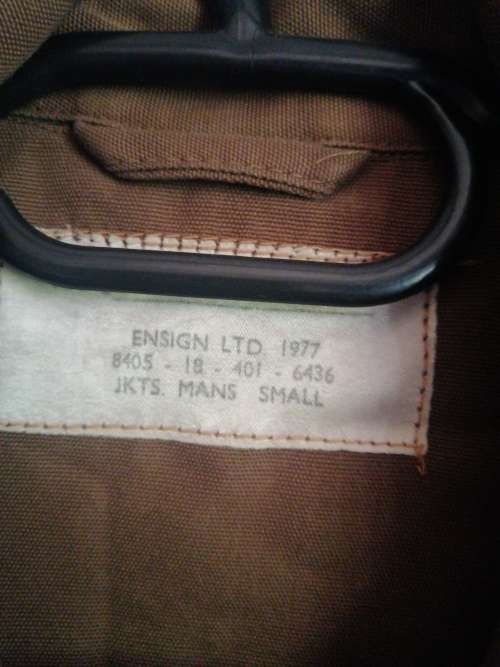 ENSIGN LTD 1977
8405 - 18 - 401 - 6436
JKTS. MANS SMALL